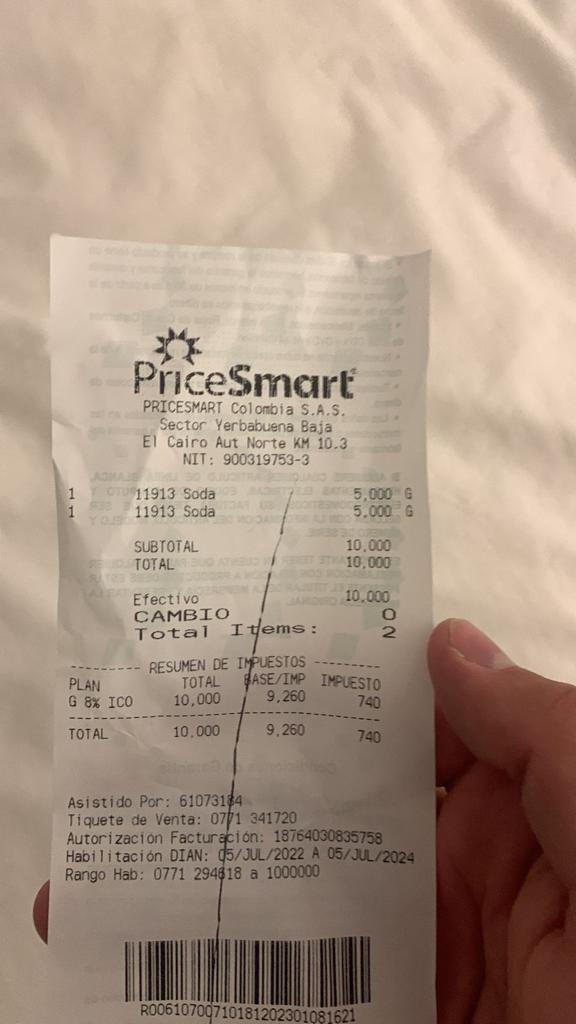 PriceSmart
PRICESMART Colombia S.A.S.
Sector Yerbabuena Baja
El Cairo Aut Norte KM 10.3
NIT: 900319753-3
1 11913 Soda 5,000 G
1 11913 Soda 5,000 G
SUBTOTAL 10,000
TOTAL 10,000
Efectivo 10,000
CAMBIO 0
Total Items: 2
--------- RESUMEN DE IMPUESTOS ---------
PLAN TOTAL BASE/IMP IMPUESTO
G 8% ICO 10,000 9,260 740
TOTAL 10,000 9,260 740
Asistido Por: 61073184
Tiquete de Venta: 0771 341720
Autorización Facturación: 18764030835758
Habilitación DIAN: 05/JUL/2022 A 05/JUL/2024
Rango Hab: 0771 294618 a 1000000
R00610700710181202301081621